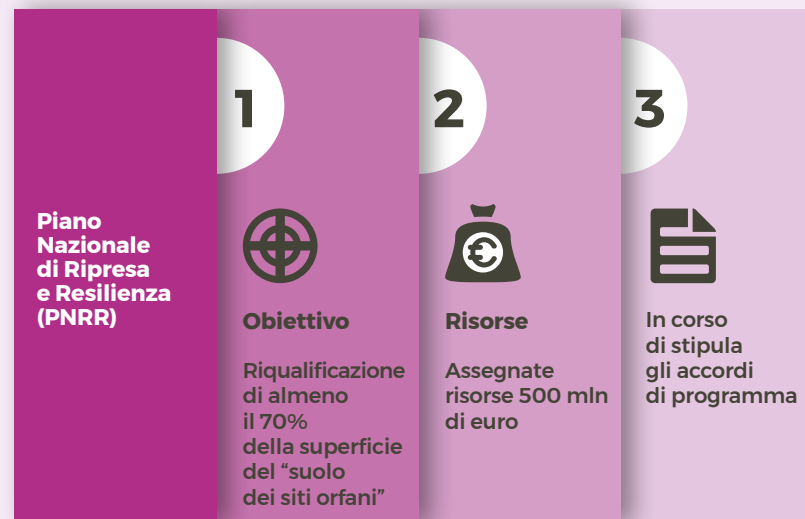 Piano
Nazionale
di Ripresa
e Resilienza
(PNRR)
1
Obiettivo
Riqualificazione
di almeno
il 70%
della superficie
del “suolo
dei siti orfani”
2
€
Risorse
Assegnate
risorse 500 mln
di euro
3
In corso
di stipula
gli accordi
di programma